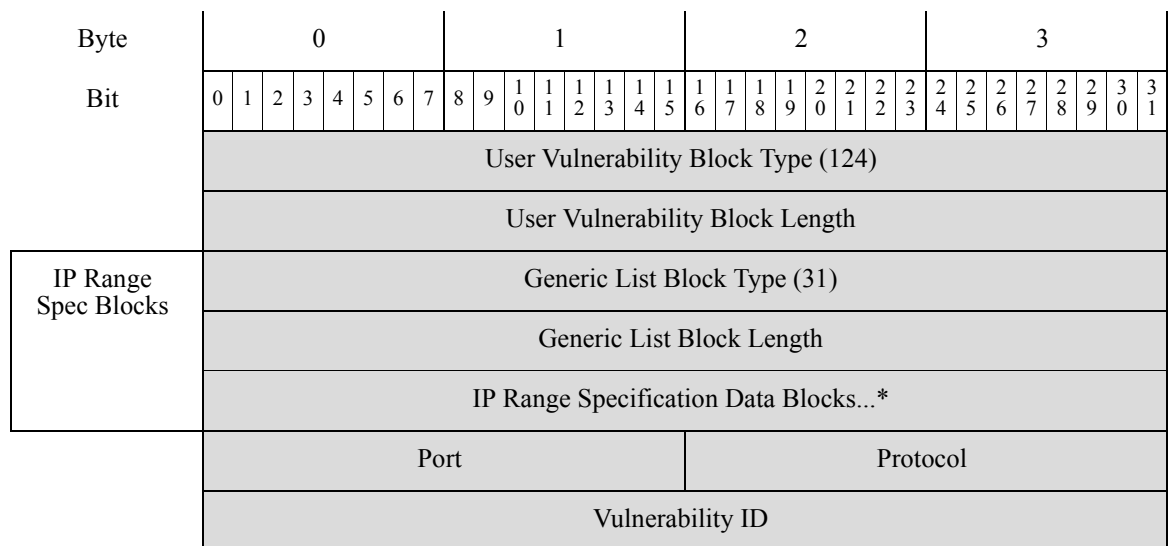 Byte 0 1 2 3
Bit 0 1 2 3 4 5 6 7 8 9 10 11 12 13 14 15 16 17 18 19 20 21 22 23 24 25 26 27 28 29 30 31
User Vulnerability Block Type (124)
User Vulnerability Block Length
IP Range
Spec Blocks
Generic List Block Type (31)
Generic List Block Length
IP Range Specification Data Blocks...*
Port Protocol
Vulnerability ID